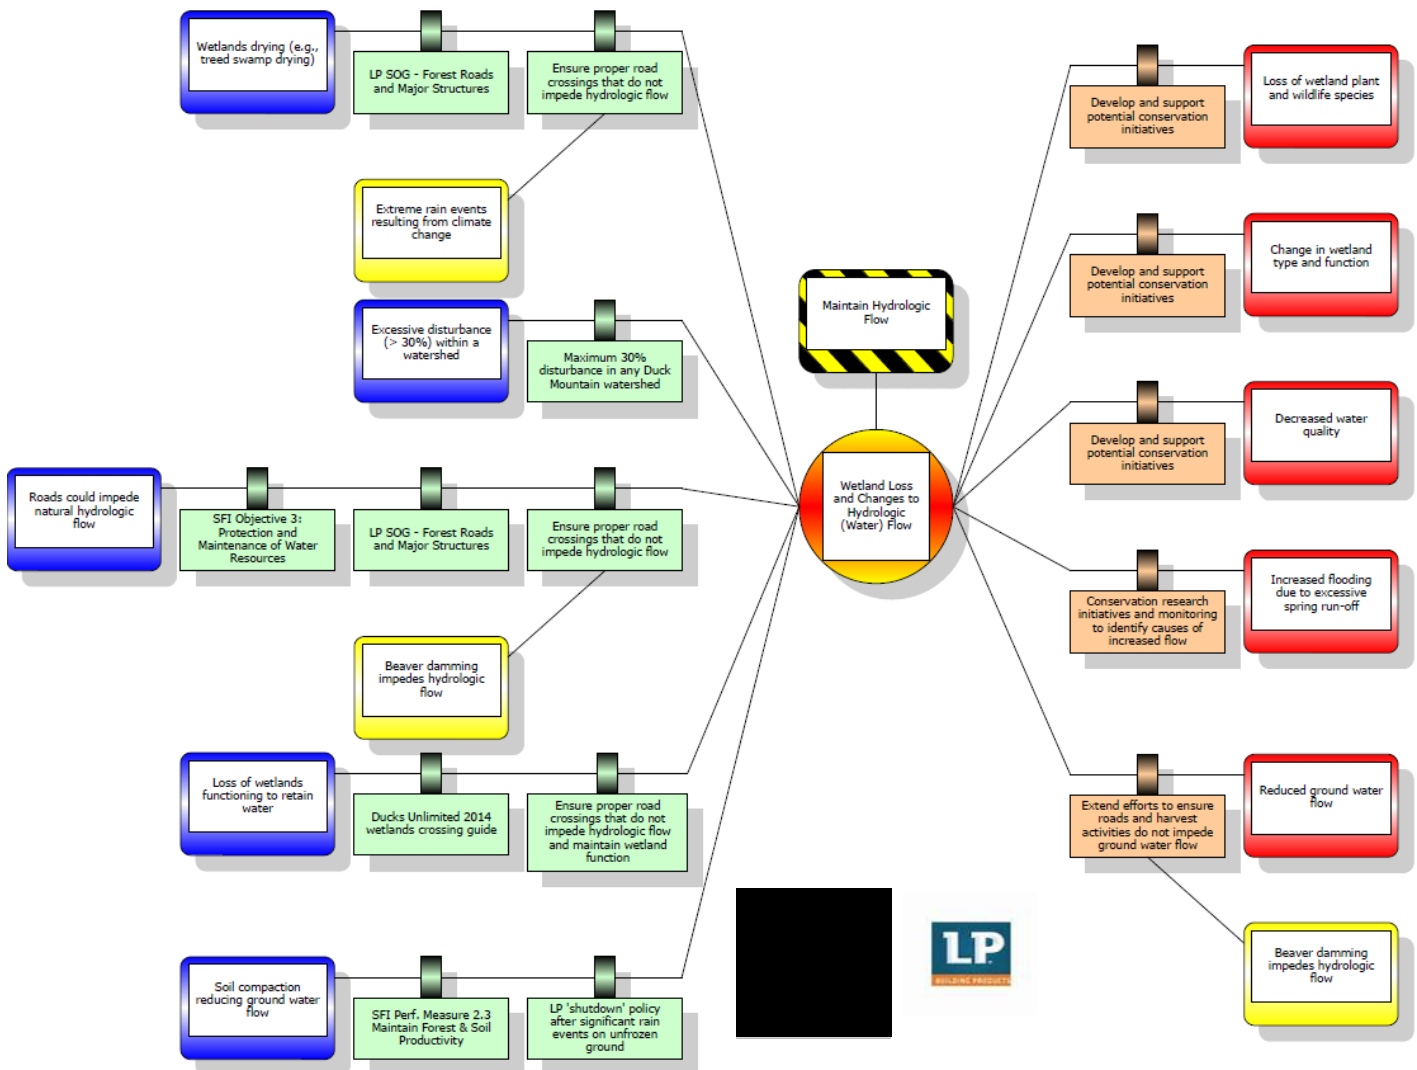 Wetlands drying (e.g.,
treed swamp drying)
LP SOG - Forest Roads
and Major Structures
Ensure proper road
crossings that do not
impede hydrologic flow
Extreme rain events
resulting from climate
change
Excessive disturbance
(> 30%) within a
watershed
Maximum 30%
disturbance in any Duck
Mountain watershed
Roads could impede
natural hydrologic
flow
SFI Objective 3:
Protection and
Maintenance of Water
Resources
LP SOG - Forest Roads
and Major Structures
Ensure proper road
crossings that do not
impede hydrologic flow
Beaver damming
impedes hydrologic
flow
Loss of wetlands
functioning to retain
water
Ducks Unlimited 2014
wetlands crossing guide
Ensure proper road
crossings that do not
impede hydrologic flow
and maintain wetland
function
Soil compaction
reducing ground water
flow
SFI Perf. Measure 2.3
Maintain Forest & Soil
Productivity
LP 'shutdown' policy
after significant rain
events on unfrozen
ground
Maintain Hydrologic
Flow
Wetland Loss
and Changes to
Hydrologic
(Water) Flow
Develop and support
potential conservation
initiatives
Loss of wetland plant
and wildlife species
Develop and support
potential conservation
initiatives
Change in wetland
type and function
Develop and support
potential conservation
initiatives
Decreased water
quality
Conservation research
initiatives and monitoring
to identify causes of
increased flow
Increased flooding
due to excessive
spring run-off
Extend efforts to ensure
roads and harvest
activities do not impede
ground water flow
Reduced ground water
flow
Beaver damming
impedes hydrologic
flow
LP
BUILDING PRODUCTS